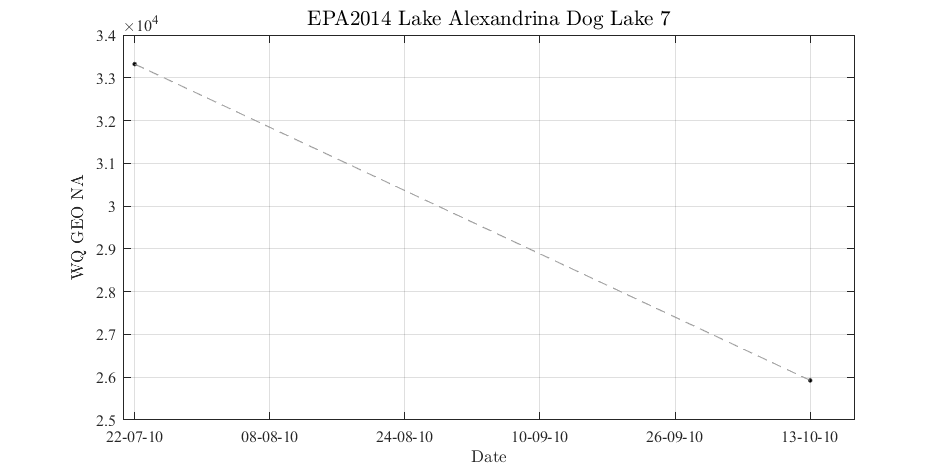 EPA2014 Lake Alexandrina Dog Lake 7
×10⁴
3.4
3.3
3.2
3.1
3
2.9
2.8
2.7
2.6
2.5
WQ GEO NA
22-07-10 08-08-10 24-08-10 10-09-10 26-09-10 13-10-10
Date